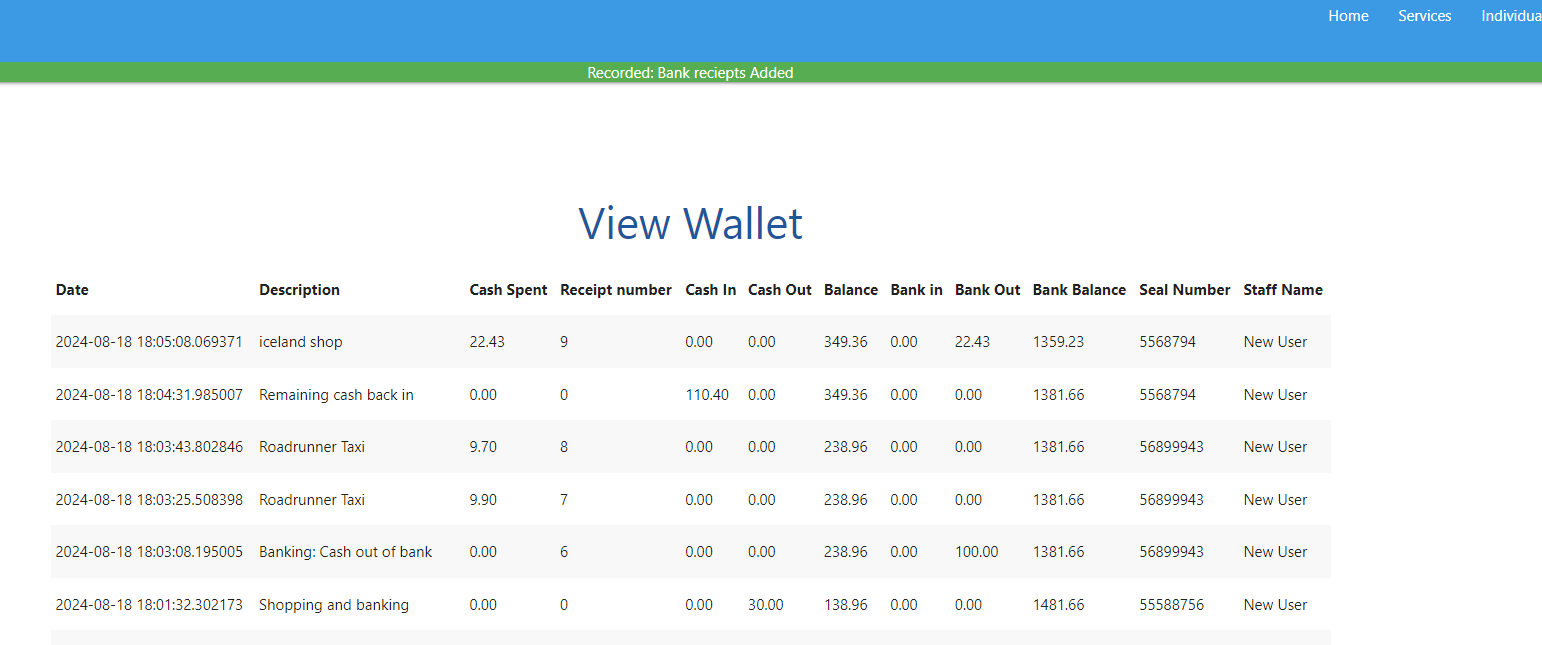 Home Services Individua
Recorded: Bank reciepts Added
View Wallet
Date Description Cash Spent Receipt number Cash In Cash Out Balance Bank in Bank Out Bank Balance Seal Number Staff Name
2024-08-18 18:05:08.069371 iceland shop 22.43 9 0.00 0.00 349.36 0.00 22.43 1359.23 5568794 New User
2024-08-18 18:04:31.985007 Remaining cash back in 0.00 0 110.40 0.00 349.36 0.00 0.00 1381.66 5568794 New User
2024-08-18 18:03:43.802846 Roadrunner Taxi 9.70 8 0.00 0.00 238.96 0.00 0.00 1381.66 56899943 New User
2024-08-18 18:03:25.508398 Roadrunner Taxi 9.90 7 0.00 0.00 238.96 0.00 0.00 1381.66 56899943 New User
2024-08-18 18:03:08.195005 Banking: Cash out of bank 0.00 6 0.00 0.00 238.96 0.00 100.00 1381.66 56899943 New User
2024-08-18 18:01:32.302173 Shopping and banking 0.00 0 0.00 30.00 138.96 0.00 0.00 1481.66 55588756 New User